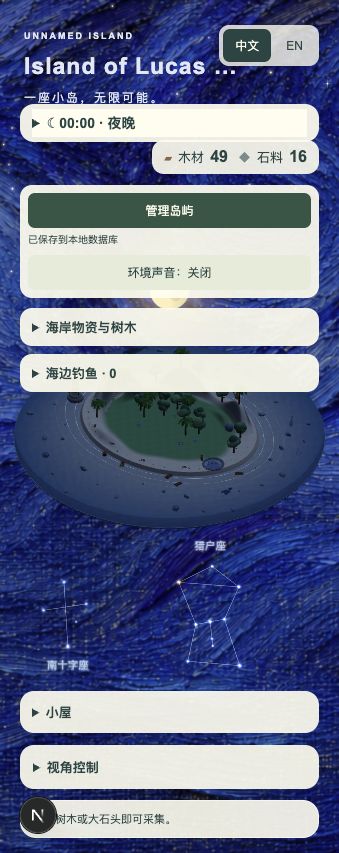 UNNAMED ISLAND
中文 EN
Island of Lucas ...
一座小岛，无限可能。
▶ ☾ 00:00 · 夜晚
木材 49 石料 16
管理岛屿
已保存到本地数据库
环境声音：关闭
▶ 海岸物资与树木
▶ 海边钓鱼 · 0
猎户座
南十字座
▶ 小屋
▶ 视角控制
N
树木或大石头即可采集。